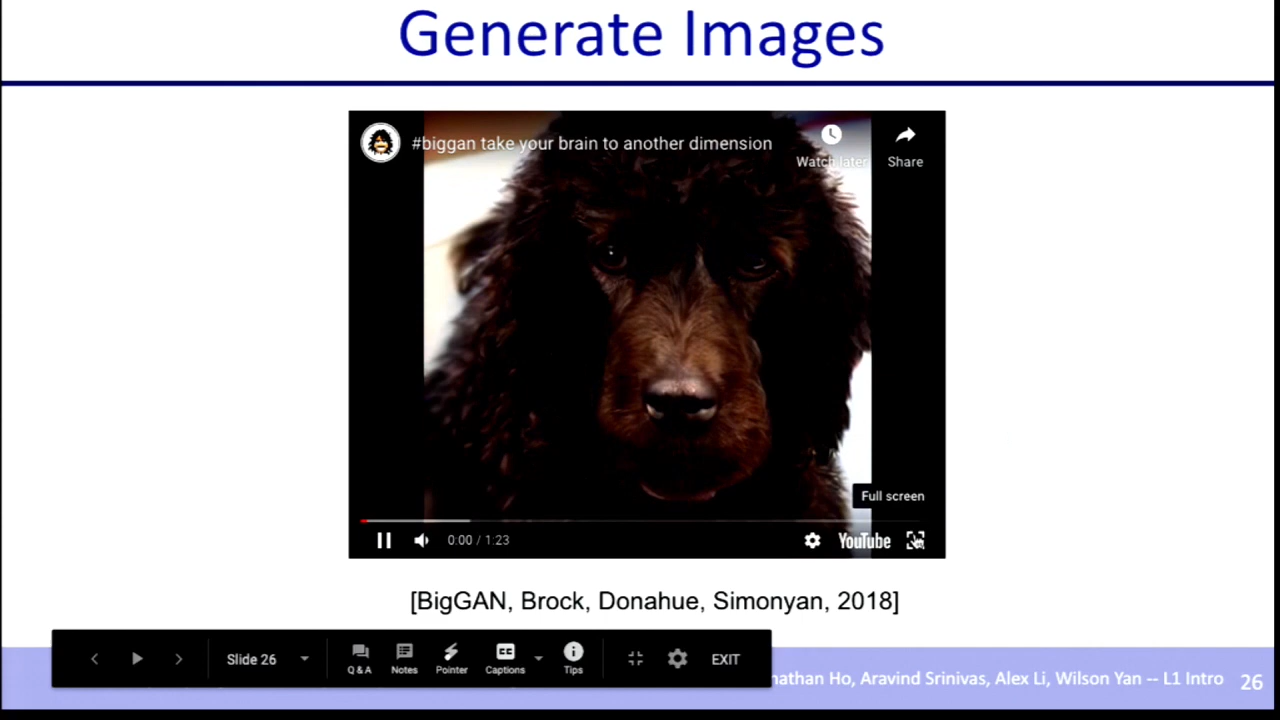 Generate Images
#biggan take your brain to another dimension
Watch later
Share
Full screen
0:00 / 1:23
YouTube
[BigGAN, Brock, Donahue, Simonyan, 2018]
Slide 26
Q & A
Notes
Pointer
CC
Captions
Tips
EXIT
Ho, Aravind Srinivas, Alex Li, Wilson Yan -- L1 Intro
26